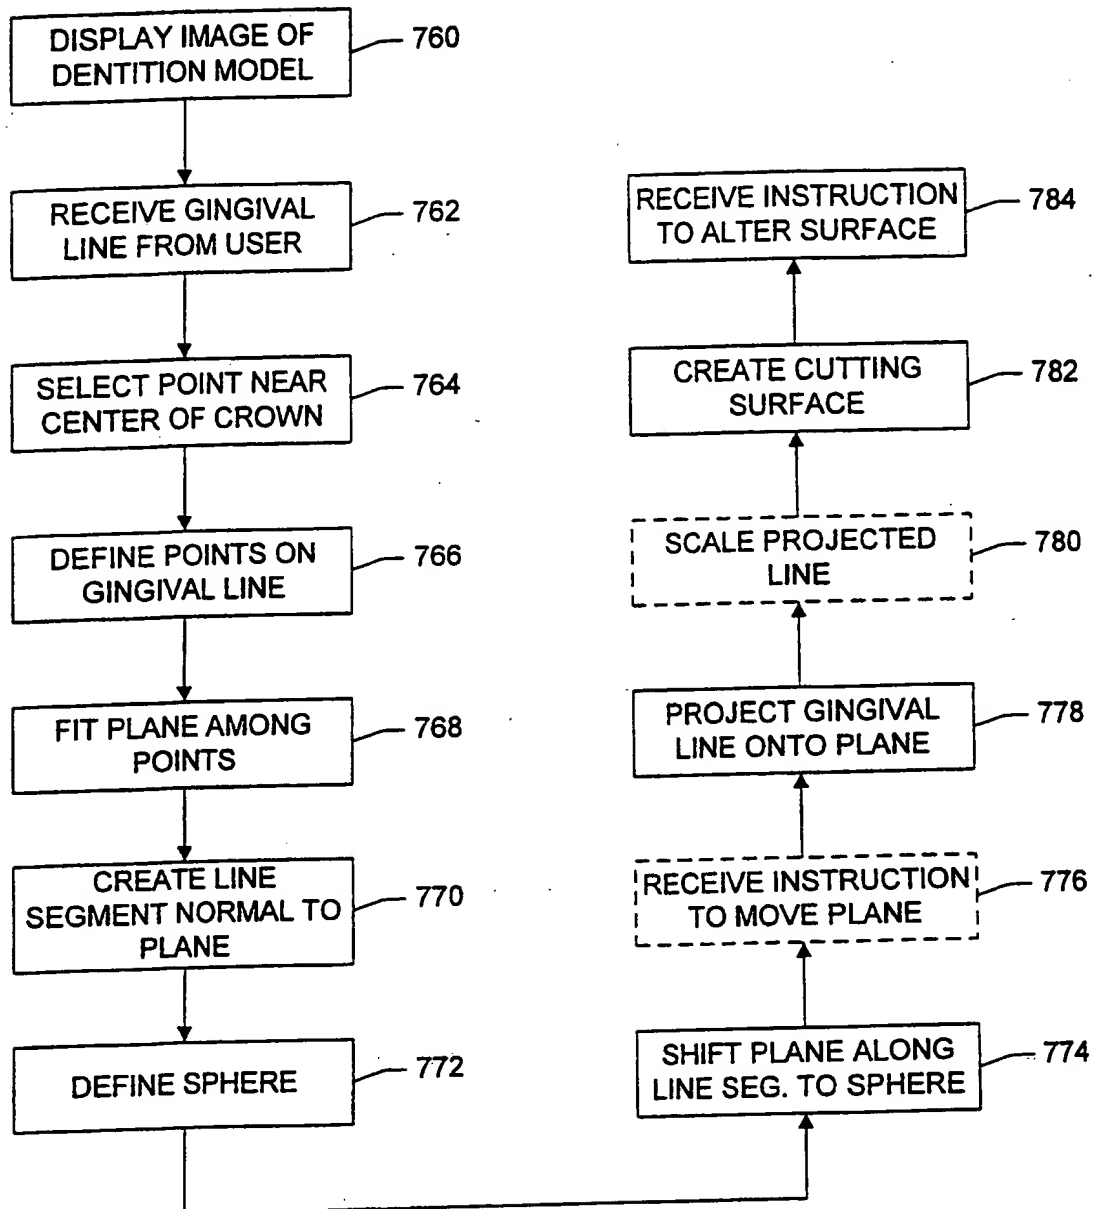 DISPLAY IMAGE OF
DENTITION MODEL
760
RECEIVE GINGIVAL
LINE FROM USER
762
SELECT POINT NEAR
CENTER OF CROWN
764
DEFINE POINTS ON
GINGIVAL LINE
766
FIT PLANE AMONG
POINTS
768
CREATE LINE
SEGMENT NORMAL TO
PLANE
770
DEFINE SPHERE
772
SHIFT PLANE ALONG
LINE SEG. TO SPHERE
774
RECEIVE INSTRUCTION
TO MOVE PLANE
776
PROJECT GINGIVAL
LINE ONTO PLANE
778
SCALE PROJECTED
LINE
780
CREATE CUTTING
SURFACE
782
RECEIVE INSTRUCTION
TO ALTER SURFACE
784